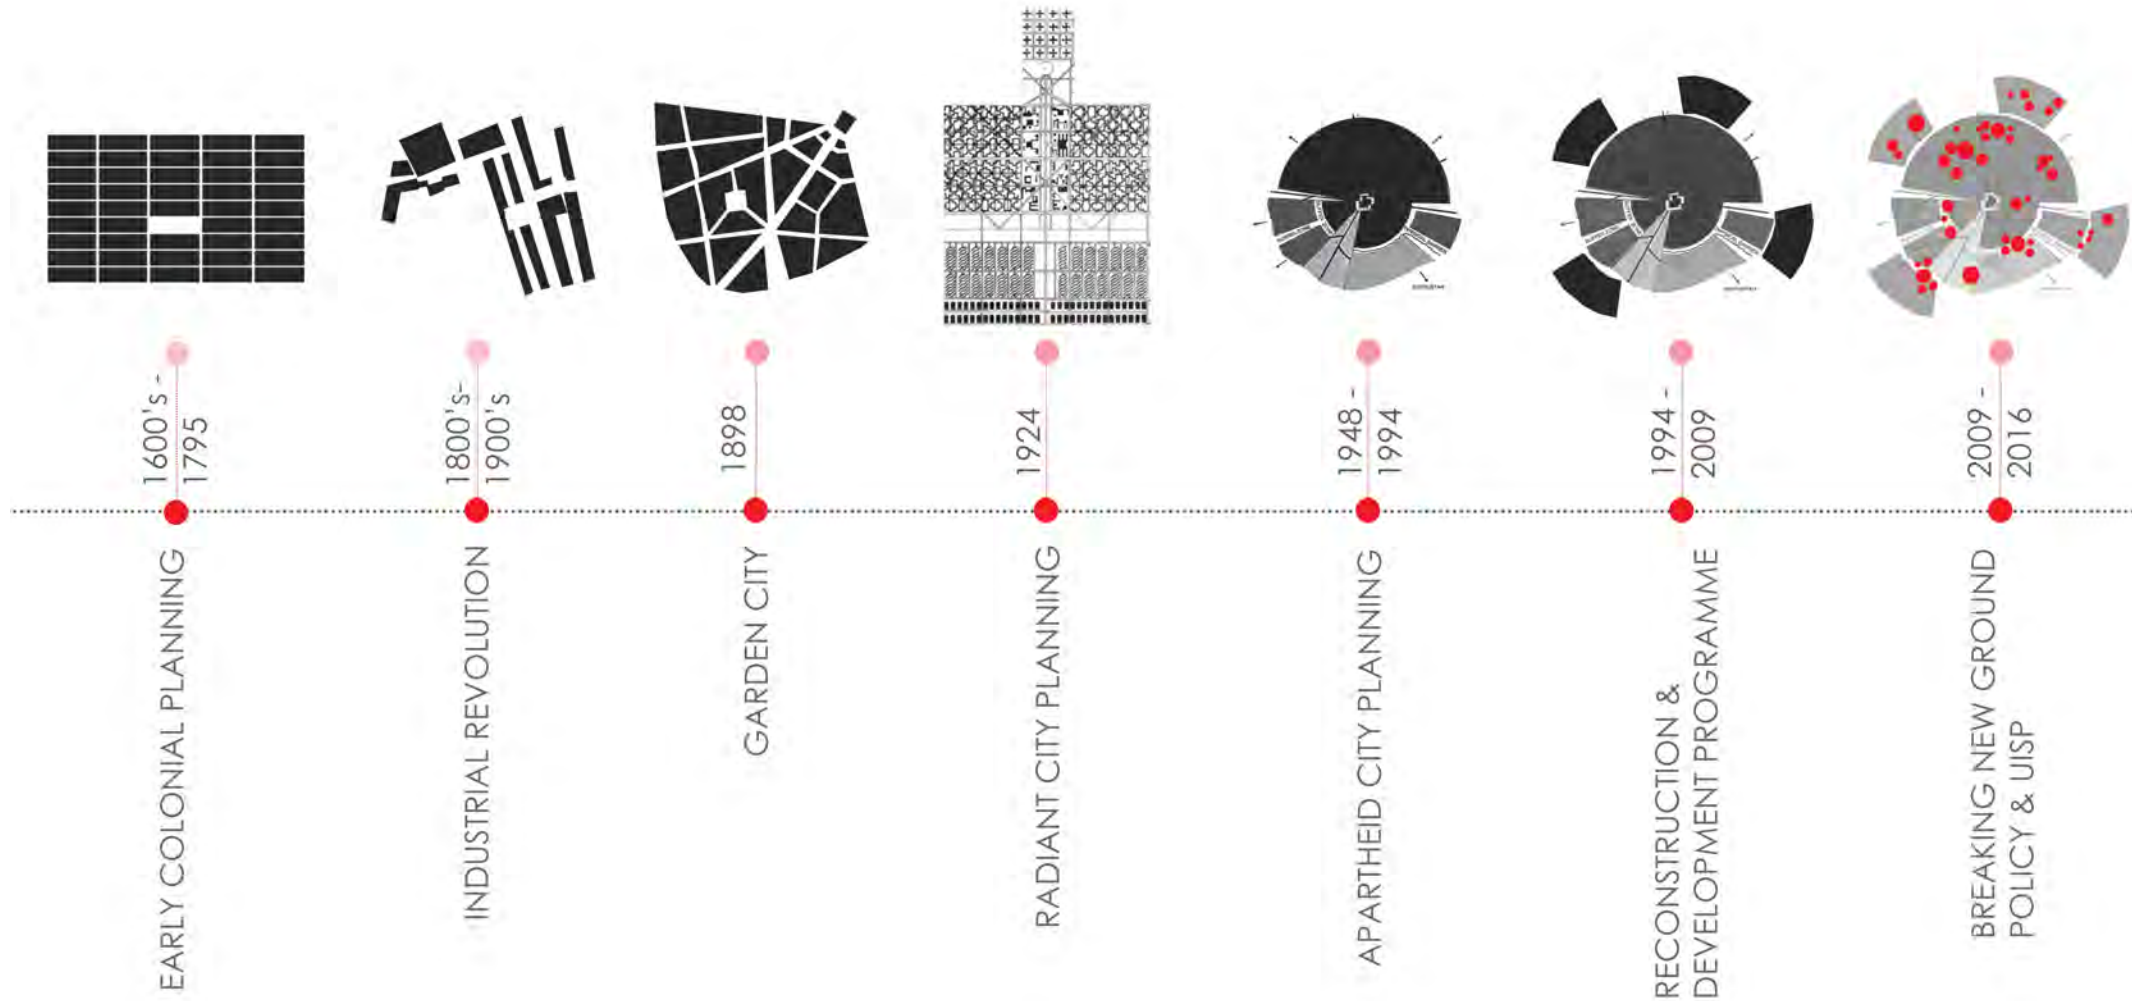 1600's -
1795
1800's-
1900's
1898
1924
1948 -
1994
1994 -
2009
2009 -
2016
EARLY COLONIAL PLANNING
INDUSTRIAL REVOLUTION
GARDEN CITY
RADIANT CITY PLANNING
APARTHEID CITY PLANNING
RECONSTRUCTION &
DEVELOPMENT PROGRAMME
BREAKING NEW GROUND
POLICY & UISP